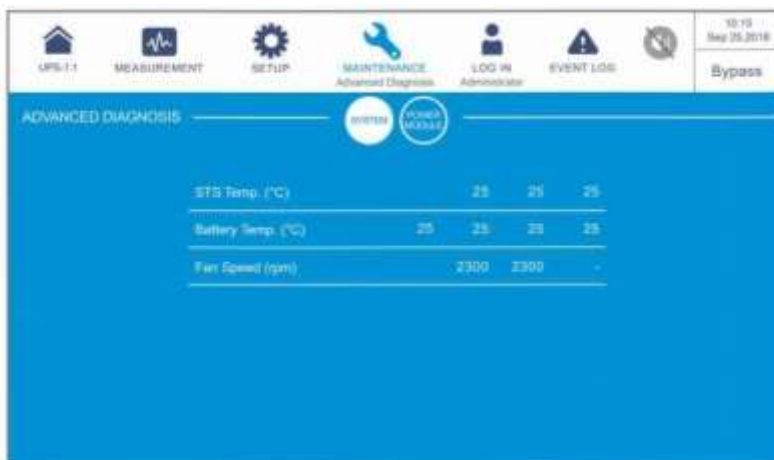 10:15
Sep 25,2018
UPS-1.1
MEASUREMENT
SETUP
MAINTENANCE
Advanced Diagnosis
LOG IN
Administrator
EVENT LOG
Bypass
ADVANCED DIAGNOSIS
SYSTEM
POWER
MODULE
STS Temp. (°C) 25 25 25
Battery Temp. (°C) 25 25 25 25
Fan Speed (rpm) 2300 2300 -